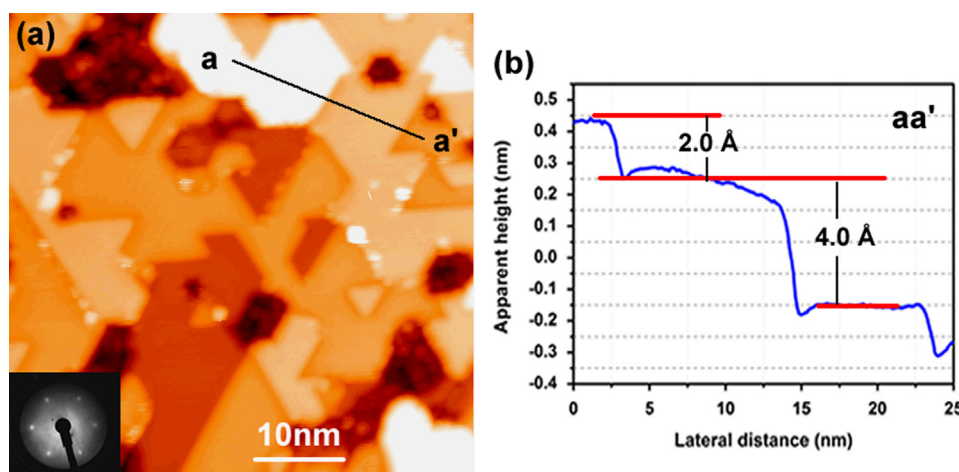 (a)
a
a'
10nm
(b)
aa'
2.0 Å
4.0 Å
Apparent height (nm)
0.5
0.4
0.3
0.2
0.1
0.0
-0.1
-0.2
-0.3
-0.4
0 5 10 15 20 25
Lateral distance (nm)